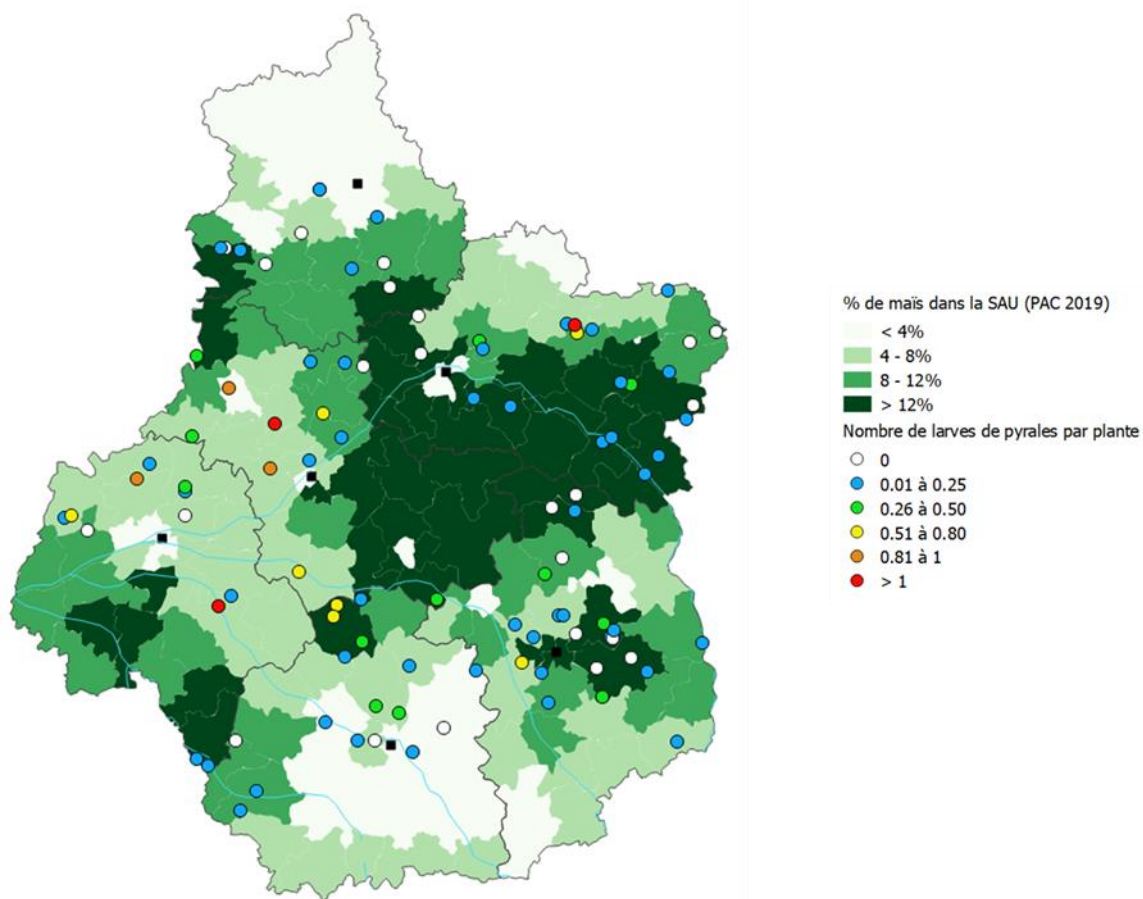 % de maïs dans la SAU (PAC 2019)
< 4%
4 - 8%
8 - 12%
> 12%
Nombre de larves de pyrales par plante
0
0.01 à 0.25
0.26 à 0.50
0.51 à 0.80
0.81 à 1
> 1